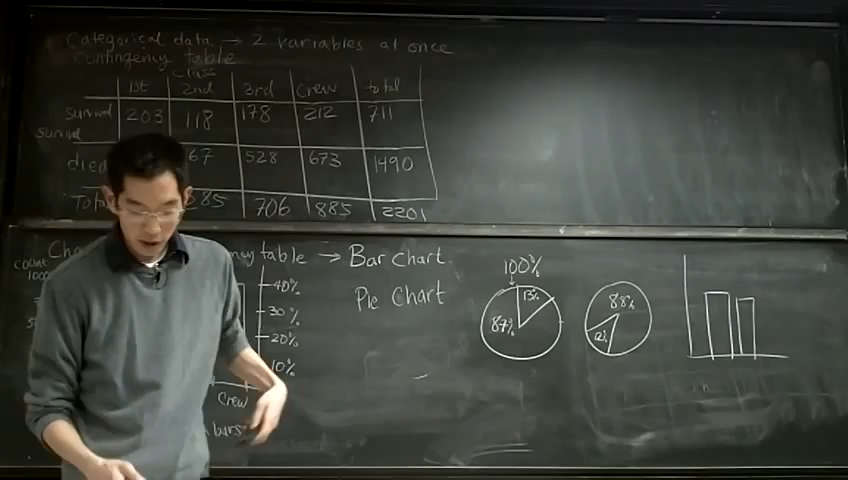 Categorical data → 2 variables at once
contingency table
class
1st 2nd 3rd Crew total
survived 203 118 178 212 711
survival
died 67 528 673 1490
Total 285 706 885 2201
table → Bar Chart
Pie Chart
count
1000
40%
30%
20%
10%
Crew
bars
100%
13%
87%
88%
12%